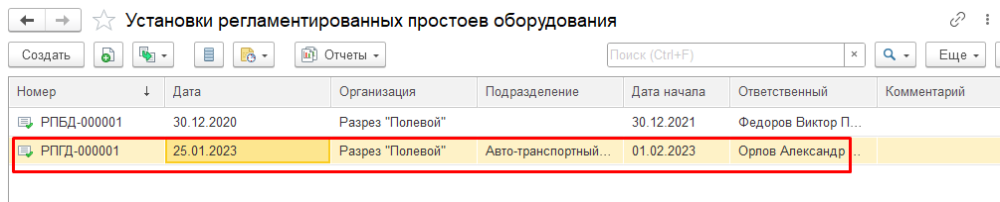 Установки регламентированных простоев оборудования
Создать Отчеты Поиск (Ctrl+F) × Еще
Номер ↓ Дата Организация Подразделение Дата начала Ответственный Комментарий
РПБД-000001 30.12.2020 Разрез "Полевой" 30.12.2021 Федоров Виктор П...
РПГД-000001 25.01.2023 Разрез "Полевой" Авто-транспортный... 01.02.2023 Орлов Александр ...